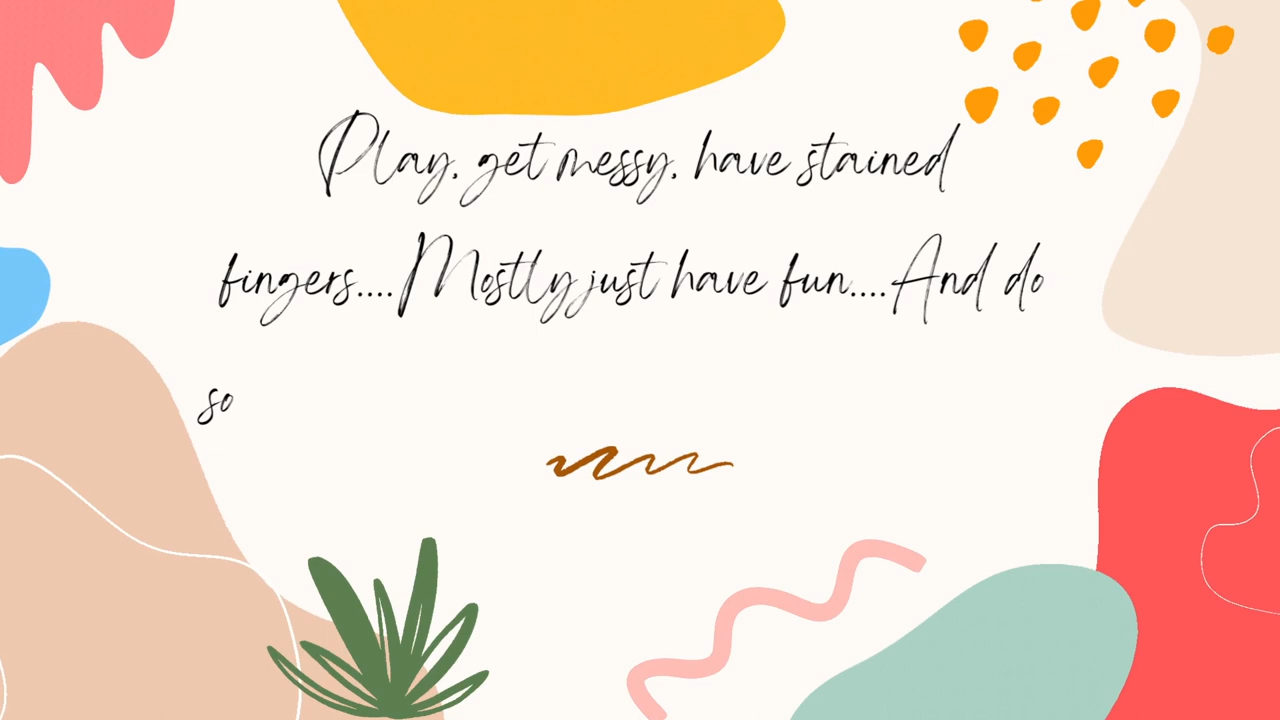 Play, get messy, have stained
fingers....Mostly just have fun....And do
so